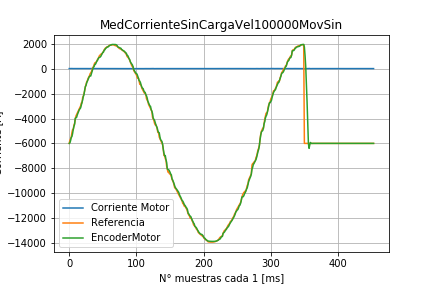 MedCorrienteSinCargaVel100000MovSin
2000
0
−2000
−4000
−6000
−8000
−10000
−12000
−14000
Corriente Motor
Referencia
EncoderMotor
0
100
200
300
400
N° muestras cada 1 [ms]